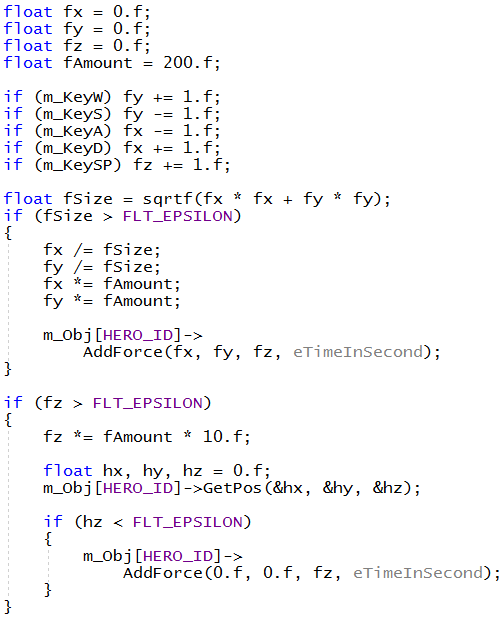 float fx = 0.f;
float fy = 0.f;
float fz = 0.f;
float fAmount = 200.f;
if (m_KeyW) fy += 1.f;
if (m_KeyS) fy -= 1.f;
if (m_KeyA) fx -= 1.f;
if (m_KeyD) fx += 1.f;
if (m_KeySP) fz += 1.f;
float fSize = sqrtf(fx * fx + fy * fy);
if (fSize > FLT_EPSILON)
{
fx /= fSize;
fy /= fSize;
fx *= fAmount;
fy *= fAmount;
m_Obj[HERO_ID]->
AddForce(fx, fy, fz, eTimeInSecond);
}
if (fz > FLT_EPSILON)
{
fz *= fAmount * 10.f;
float hx, hy, hz = 0.f;
m_Obj[HERO_ID]->GetPos(&hx, &hy, &hz);
if (hz < FLT_EPSILON)
{
m_Obj[HERO_ID]->
AddForce(0.f, 0.f, fz, eTimeInSecond);
}
}